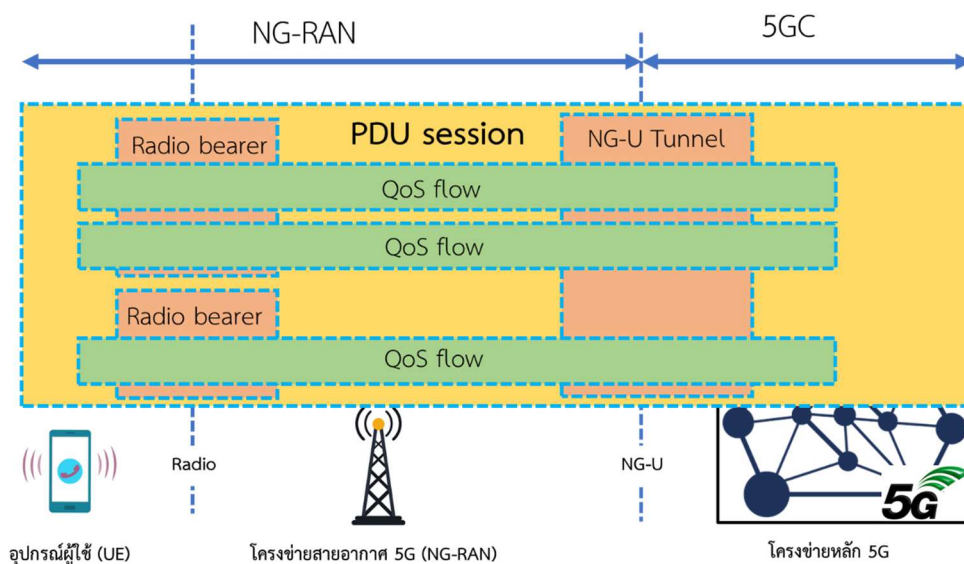 NG-RAN
5GC
PDU session
Radio bearer
NG-U Tunnel
QoS flow
QoS flow
Radio bearer
QoS flow
Radio
NG-U
5G
อุปกรณ์ผู้ใช้ (UE)
โครงข่ายสายอากาศ 5G (NG-RAN)
โครงข่ายหลัก 5G